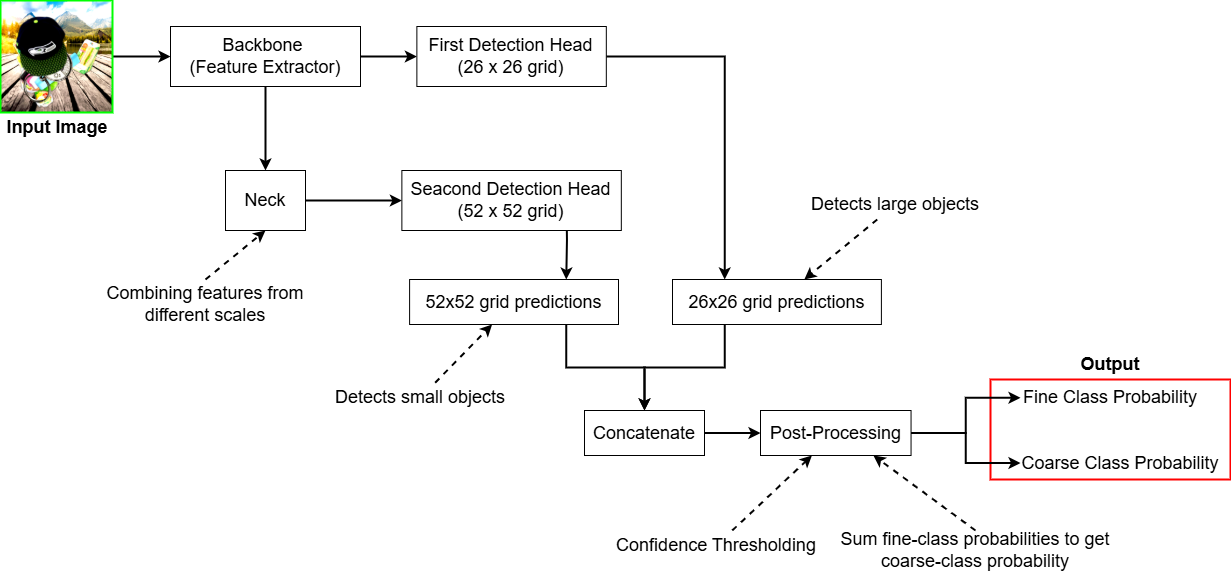 Input Image
Backbone
(Feature Extractor)
First Detection Head
(26 x 26 grid)
Neck
Seacond Detection Head
(52 x 52 grid)
Detects large objects
Combining features from
different scales
52x52 grid predictions
26x26 grid predictions
Detects small objects
Concatenate
Post-Processing
Output
Fine Class Probability
Coarse Class Probability
Confidence Thresholding
Sum fine-class probabilities to get
coarse-class probability